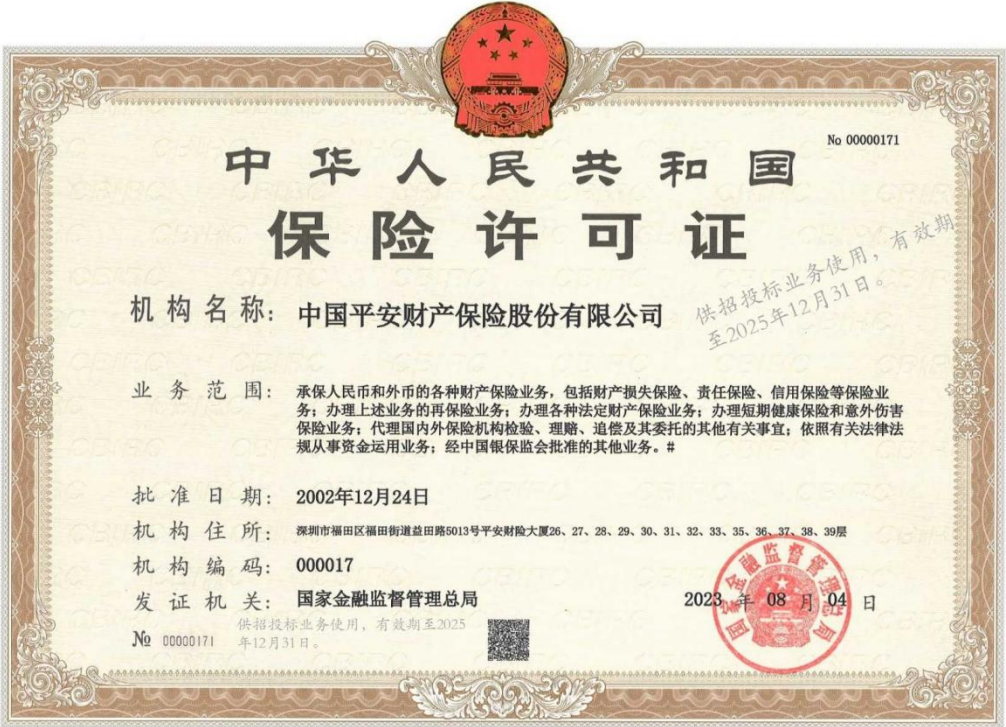 No 00000171
中华人民共和国
保险许可证
供招投标业务使用，有效期
至2025年12月31日。
机构名称：中国平安财产保险股份有限公司
业务范围：承保人民币和外币的各种财产保险业务，包括财产损失保险、责任保险、信用保险等保险业
务；办理上述业务的再保险业务；办理各种法定财产保险业务；办理短期健康保险和意外伤害
保险业务；代理国内外保险机构检验、理赔、追偿及其委托的其他有关事宜；依照有关法律法
规从事资金运用业务；经中国银保监会批准的其他业务。#
批准日期：2002年12月24日
机构住所：深圳市福田区福田街道益田路5013号平安财险大厦26、27、28、29、30、31、32、33、35、36、37、38、39层
机构编码：000017
发证机关：国家金融监督管理总局
2023 年 08 月 04 日
国家金融监督管理总局
供招投标业务使用，有效期至2025
年12月31日。
№ 00000171
CBIRC